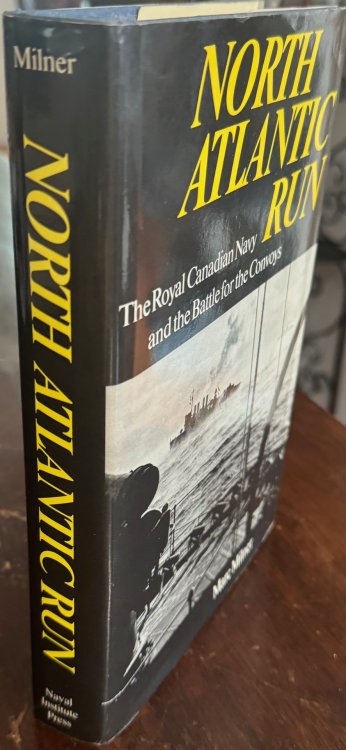 Milner
NORTH ATLANTIC RUN
Naval
Institute
Press
NORTH
ATLANTIC
RUN
The Royal Canadian Navy
and the Battle for the Convoys
Marc Milner